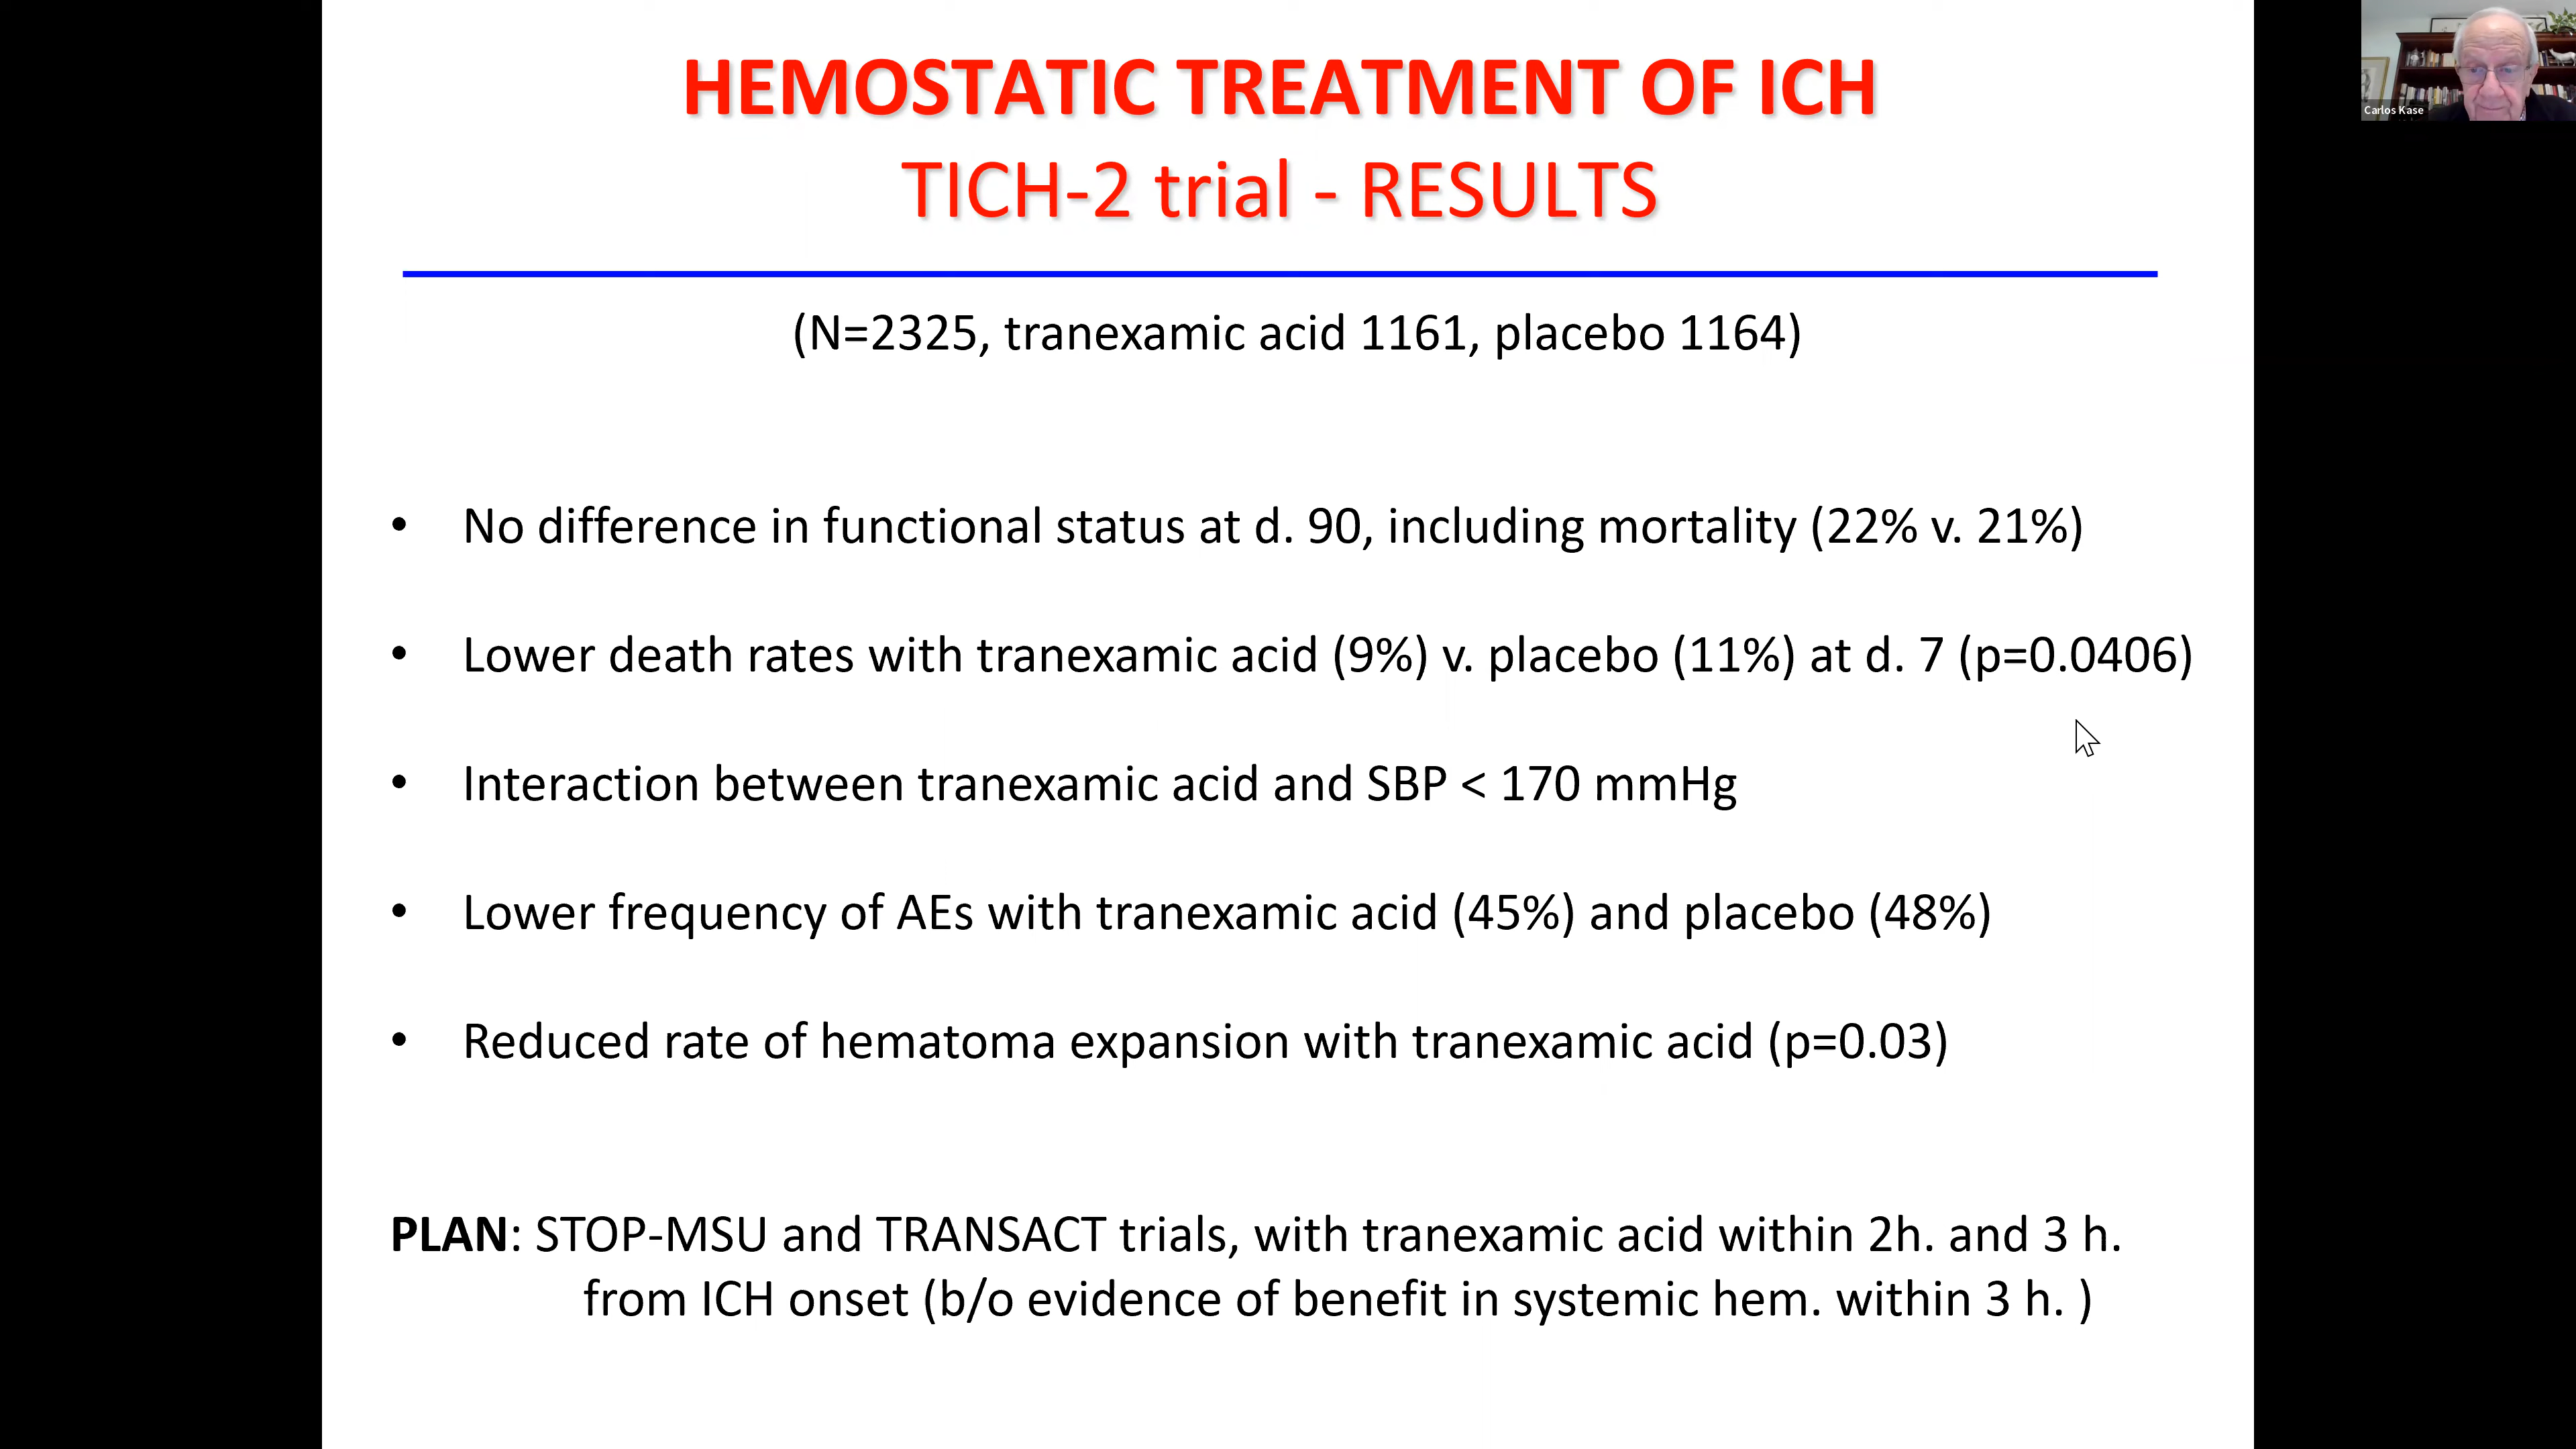 HEMOSTATIC TREATMENT OF ICH
TICH-2 trial - RESULTS
(N=2325, tranexamic acid 1161, placebo 1164)
• No difference in functional status at d. 90, including mortality (22% v. 21%)
• Lower death rates with tranexamic acid (9%) v. placebo (11%) at d. 7 (p=0.0406)
• Interaction between tranexamic acid and SBP < 170 mmHg
• Lower frequency of AEs with tranexamic acid (45%) and placebo (48%)
• Reduced rate of hematoma expansion with tranexamic acid (p=0.03)
PLAN: STOP-MSU and TRANSACT trials, with tranexamic acid within 2h. and 3 h.
from ICH onset (b/o evidence of benefit in systemic hem. within 3 h. )
Carlos Kase